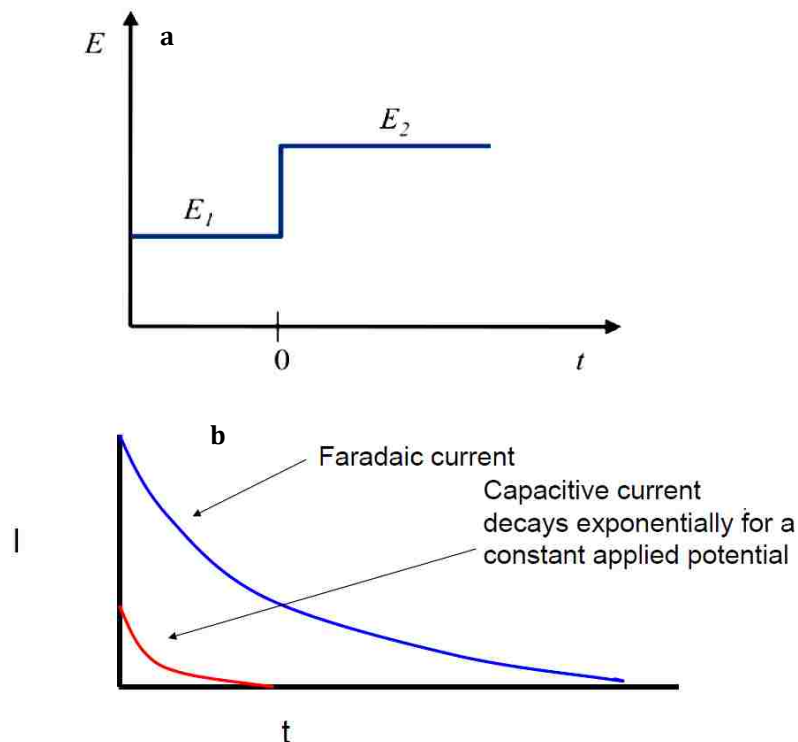 E
a
E₂
E₁
0
t
b
Faradaic current
Capacitive current
decays exponentially for a
constant applied potential
I
t